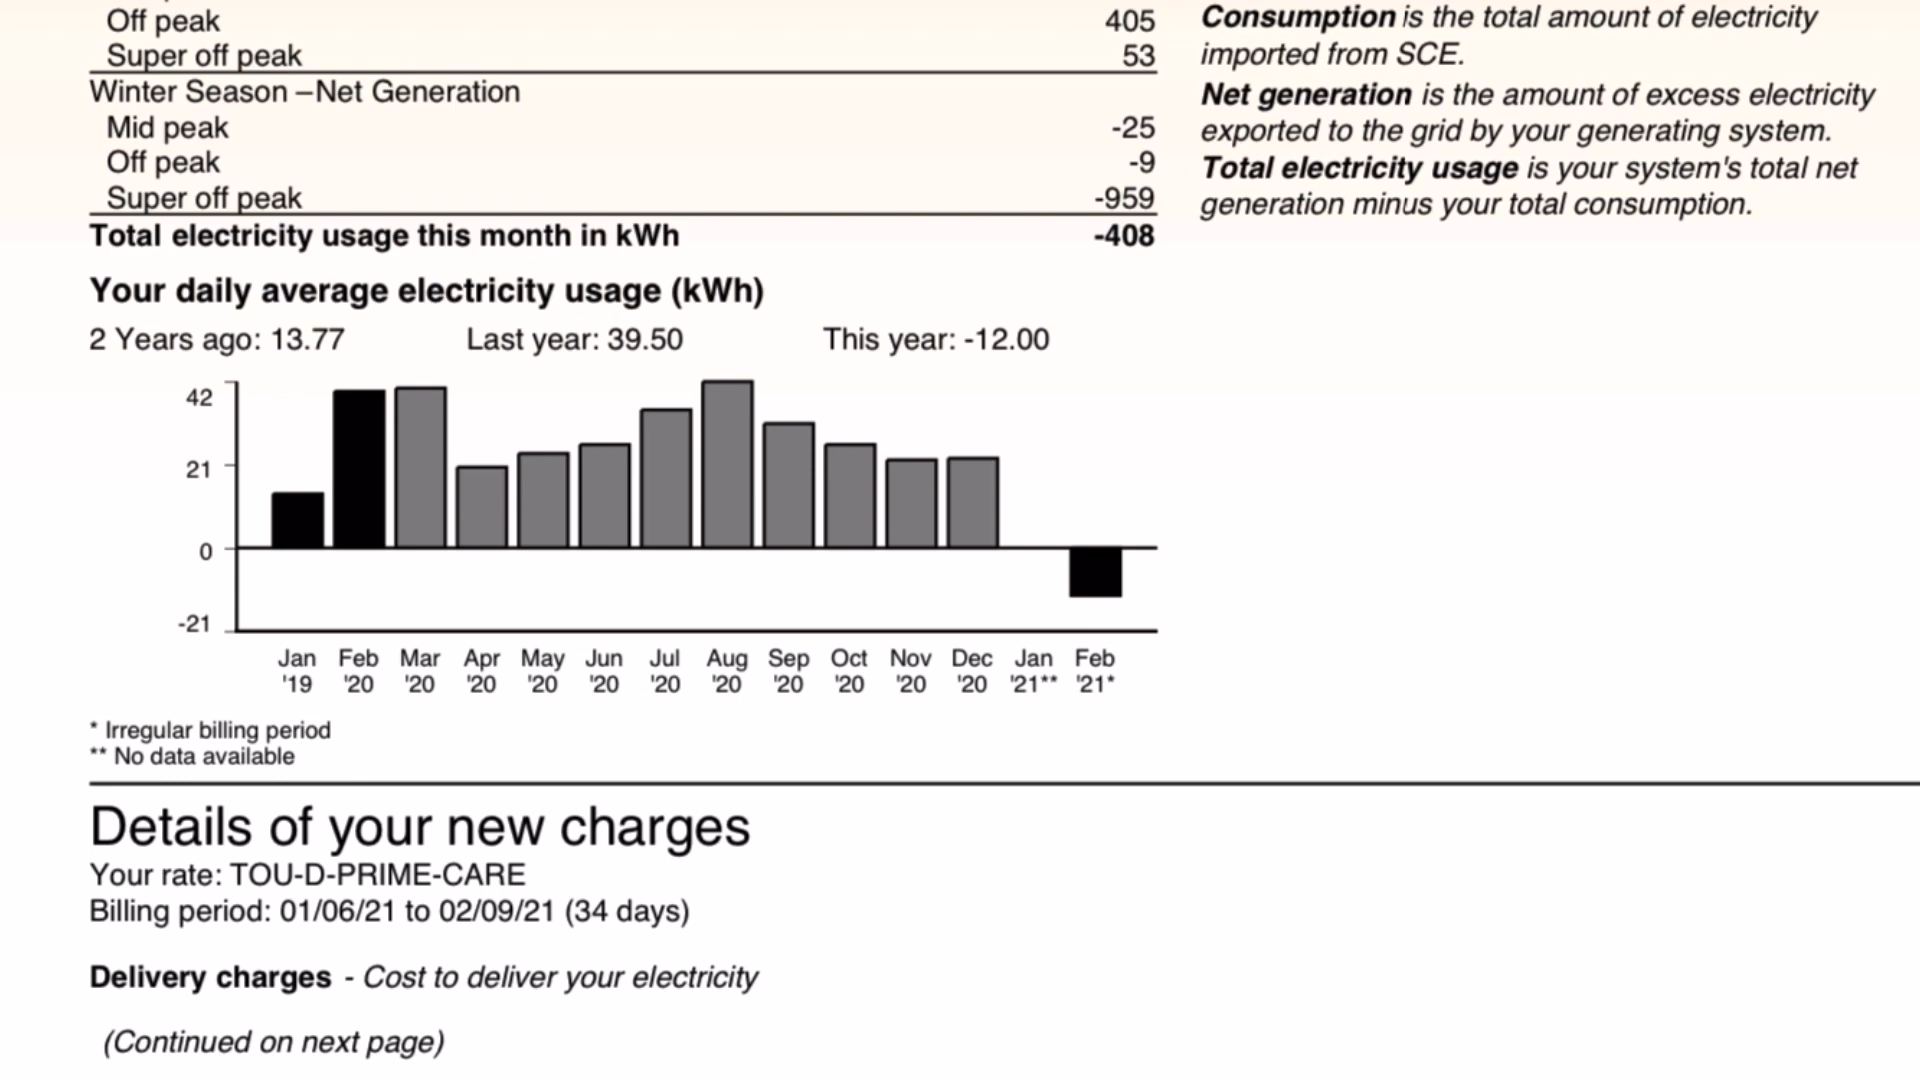 Off peak 405
Super off peak 53
Winter Season –Net Generation
Mid peak -25
Off peak -9
Super off peak -959
Total electricity usage this month in kWh -408
Consumption is the total amount of electricity
imported from SCE.
Net generation is the amount of excess electricity
exported to the grid by your generating system.
Total electricity usage is your system's total net
generation minus your total consumption.
Your daily average electricity usage (kWh)
2 Years ago: 13.77 Last year: 39.50 This year: -12.00
42
21
0
-21
Jan Feb Mar Apr May Jun Jul Aug Sep Oct Nov Dec Jan Feb
'19 '20 '20 '20 '20 '20 '20 '20 '20 '20 '20 '20 '21** '21*
* Irregular billing period
** No data available
Details of your new charges
Your rate: TOU-D-PRIME-CARE
Billing period: 01/06/21 to 02/09/21 (34 days)
Delivery charges - Cost to deliver your electricity
(Continued on next page)